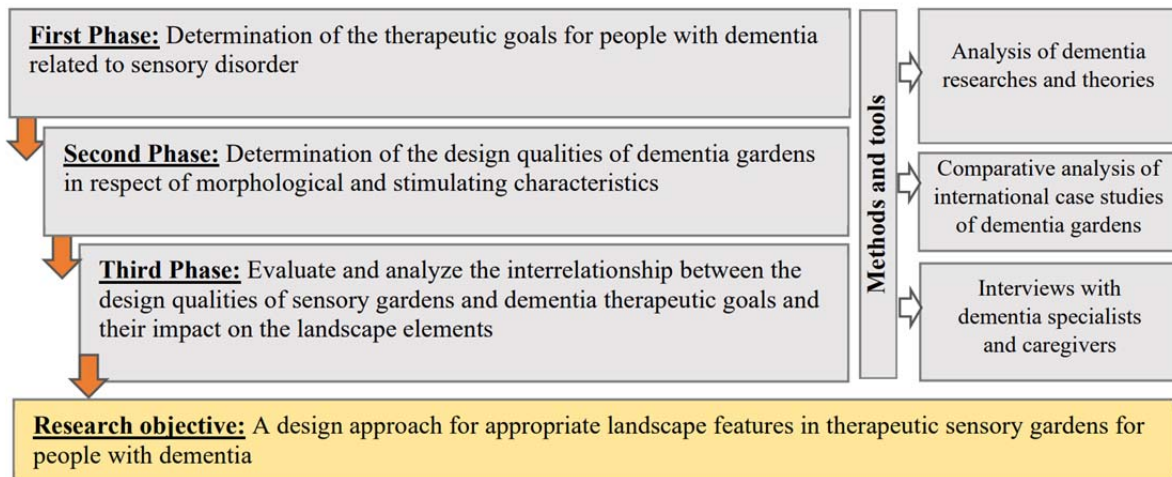 First Phase: Determination of the therapeutic goals for people with dementia
related to sensory disorder
Second Phase: Determination of the design qualities of dementia gardens
in respect of morphological and stimulating characteristics
Third Phase: Evaluate and analyze the interrelationship between the
design qualities of sensory gardens and dementia therapeutic goals and
their impact on the landscape elements
Methods and tools
Analysis of dementia
researches and theories
Comparative analysis of
international case studies
of dementia gardens
Interviews with
dementia specialists
and caregivers
Research objective: A design approach for appropriate landscape features in therapeutic sensory gardens for
people with dementia